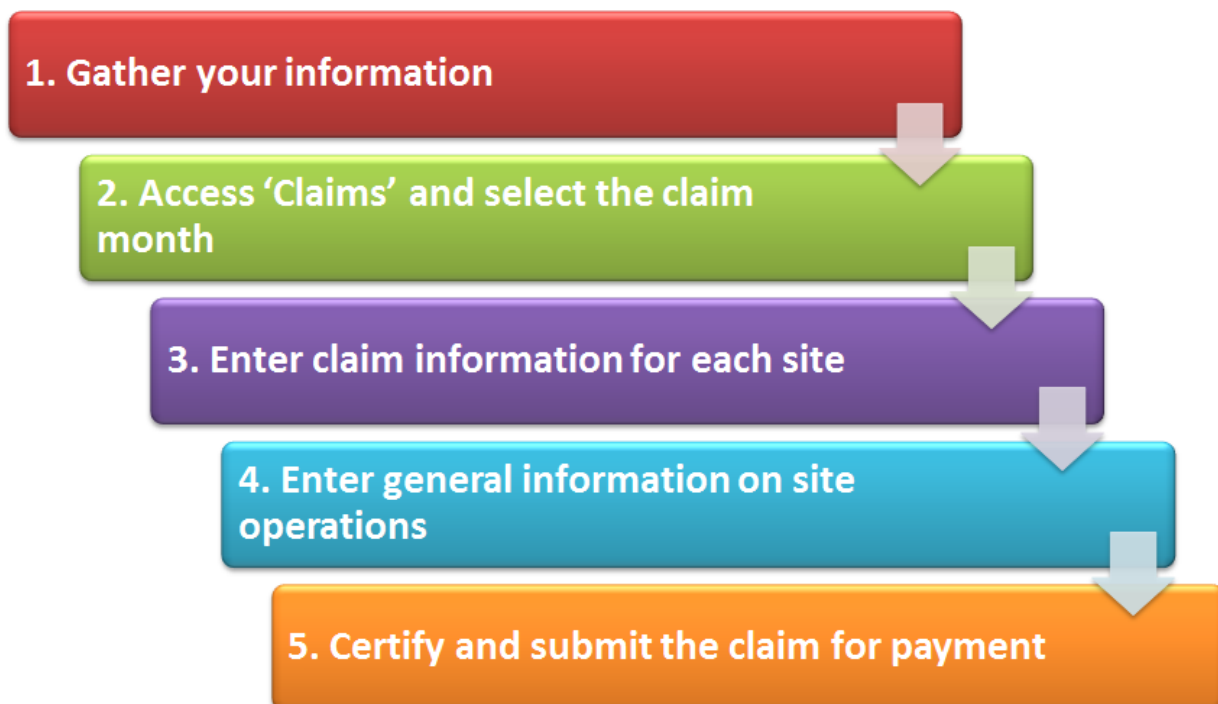 1. Gather your information
2. Access ‘Claims’ and select the claim
month
3. Enter claim information for each site
4. Enter general information on site
operations
5. Certify and submit the claim for payment